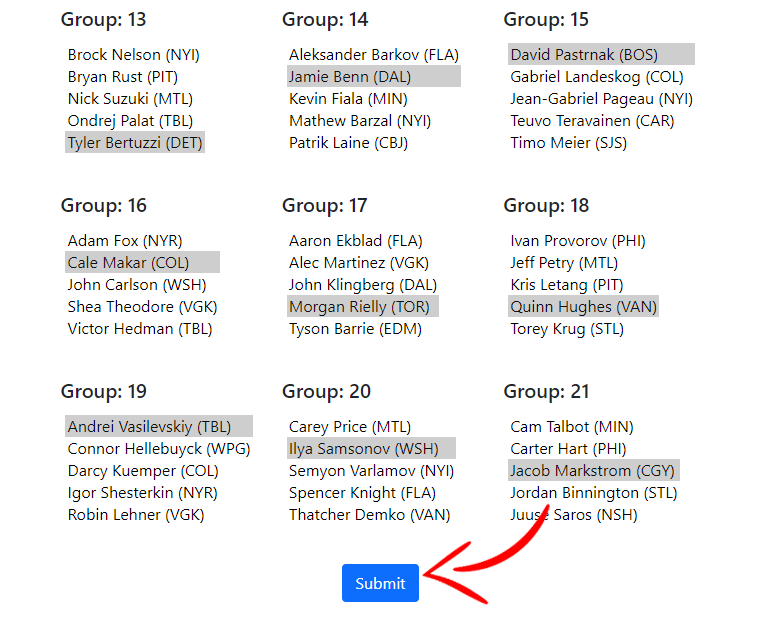 Group: 13
Brock Nelson (NYI)
Bryan Rust (PIT)
Nick Suzuki (MTL)
Ondrej Palat (TBL)
Tyler Bertuzzi (DET)
Group: 14
Aleksander Barkov (FLA)
Jamie Benn (DAL)
Kevin Fiala (MIN)
Mathew Barzal (NYI)
Patrik Laine (CBJ)
Group: 15
David Pastrnak (BOS)
Gabriel Landeskog (COL)
Jean-Gabriel Pageau (NYI)
Teuvo Teravainen (CAR)
Timo Meier (SJS)
Group: 16
Adam Fox (NYR)
Cale Makar (COL)
John Carlson (WSH)
Shea Theodore (VGK)
Victor Hedman (TBL)
Group: 17
Aaron Ekblad (FLA)
Alec Martinez (VGK)
John Klingberg (DAL)
Morgan Rielly (TOR)
Tyson Barrie (EDM)
Group: 18
Ivan Provorov (PHI)
Jeff Petry (MTL)
Kris Letang (PIT)
Quinn Hughes (VAN)
Torey Krug (STL)
Group: 19
Andrei Vasilevskiy (TBL)
Connor Hellebuyck (WPG)
Darcy Kuemper (COL)
Igor Shesterkin (NYR)
Robin Lehner (VGK)
Group: 20
Carey Price (MTL)
Ilya Samsonov (WSH)
Semyon Varlamov (NYI)
Spencer Knight (FLA)
Thatcher Demko (VAN)
Group: 21
Cam Talbot (MIN)
Carter Hart (PHI)
Jacob Markstrom (CGY)
Jordan Binnington (STL)
Juuse Saros (NSH)
Submit